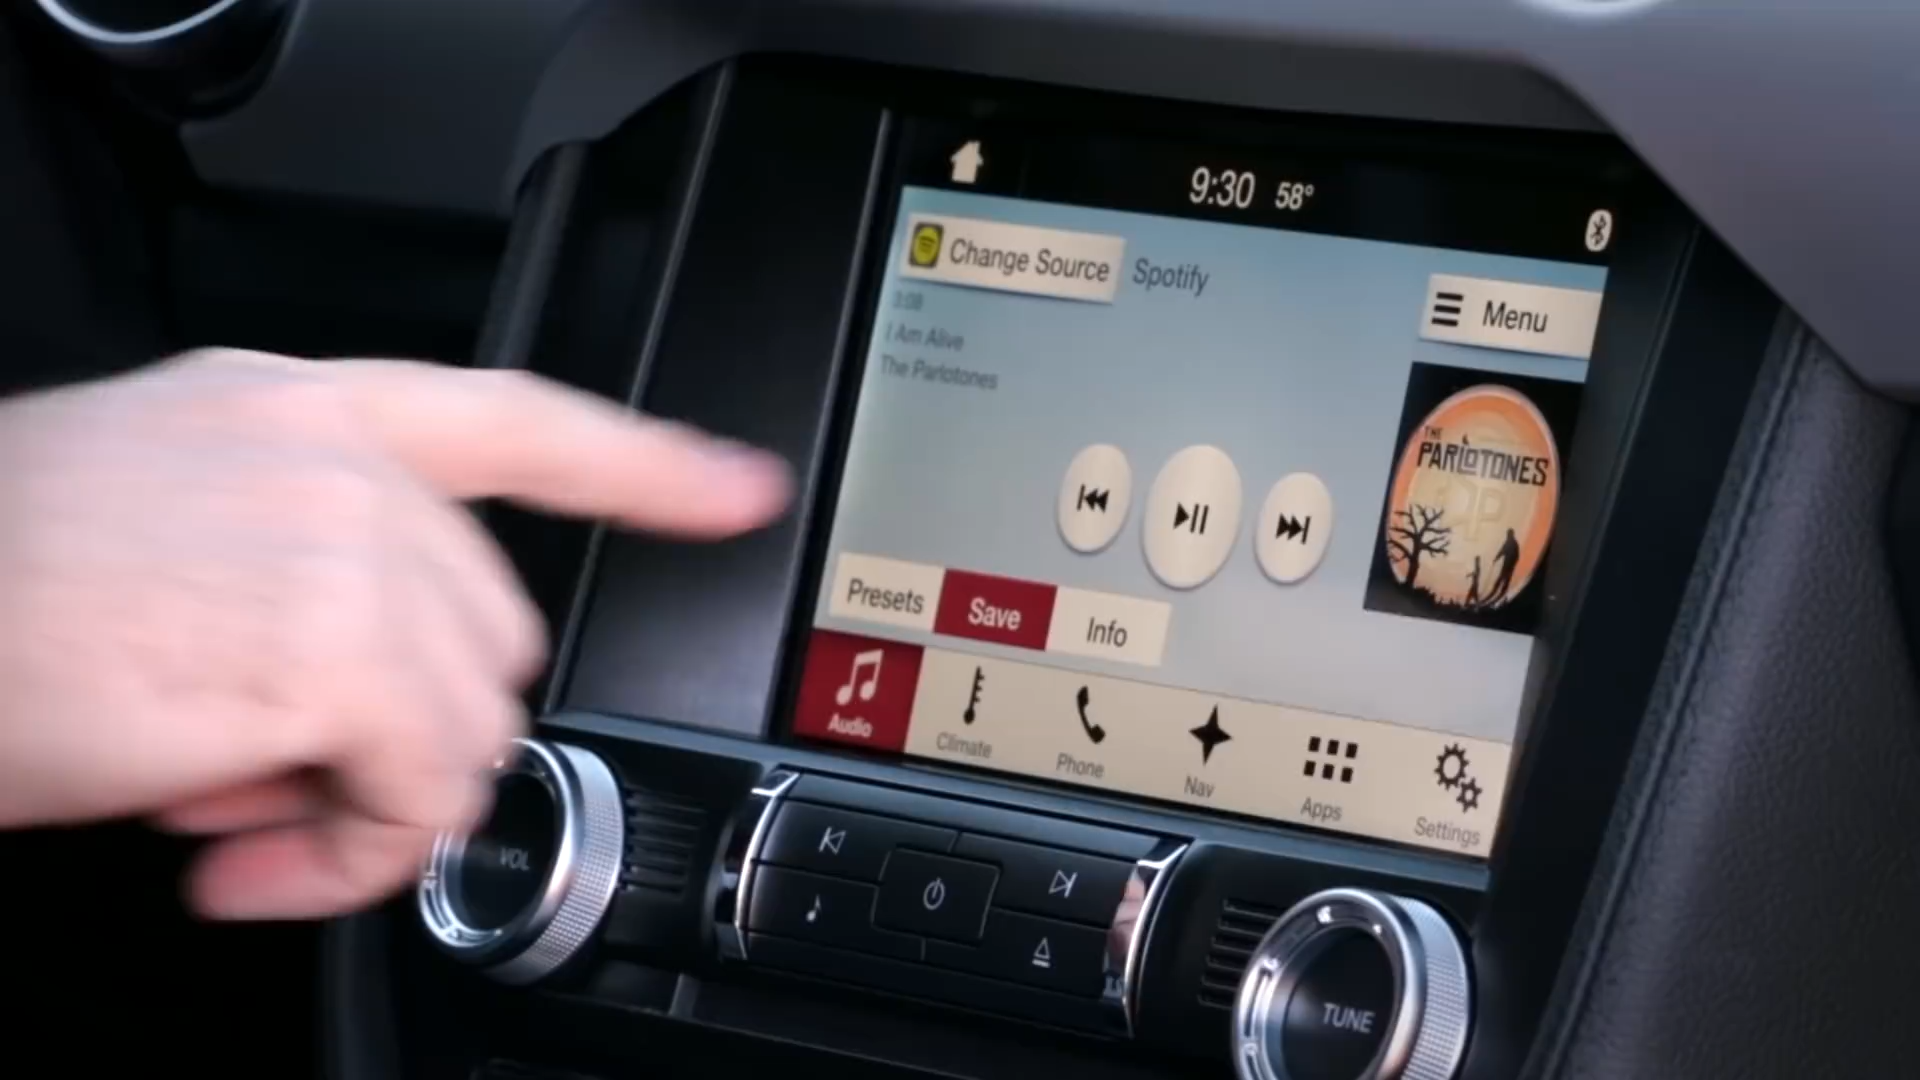 9:30 58°
Change Source Spotify
Menu
3:08
I Am Alive
The Parlotones
THE
PARLOTONES
Presets Save Info
Audio Climate Phone Nav Apps Settings
VOL
TUNE